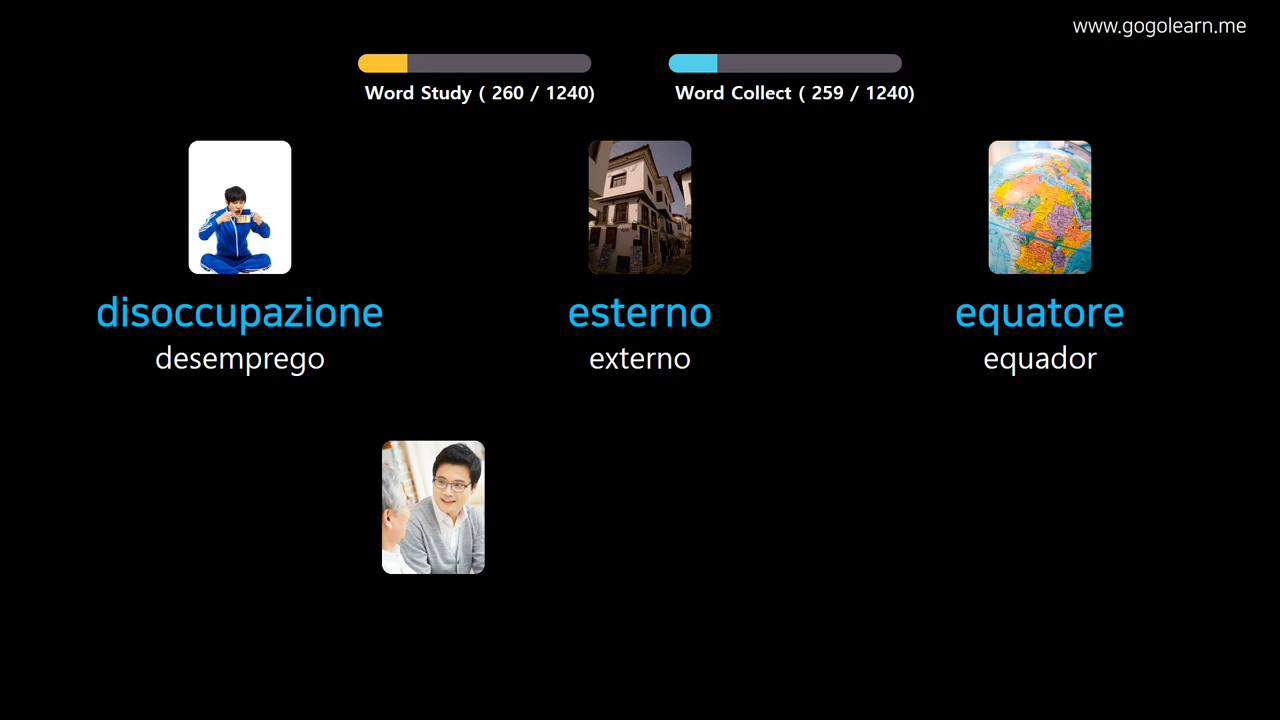 www.gogolearn.me
Word Study ( 260 / 1240)
Word Collect ( 259 / 1240)
disoccupazione
desemprego
esterno
externo
equatore
equador